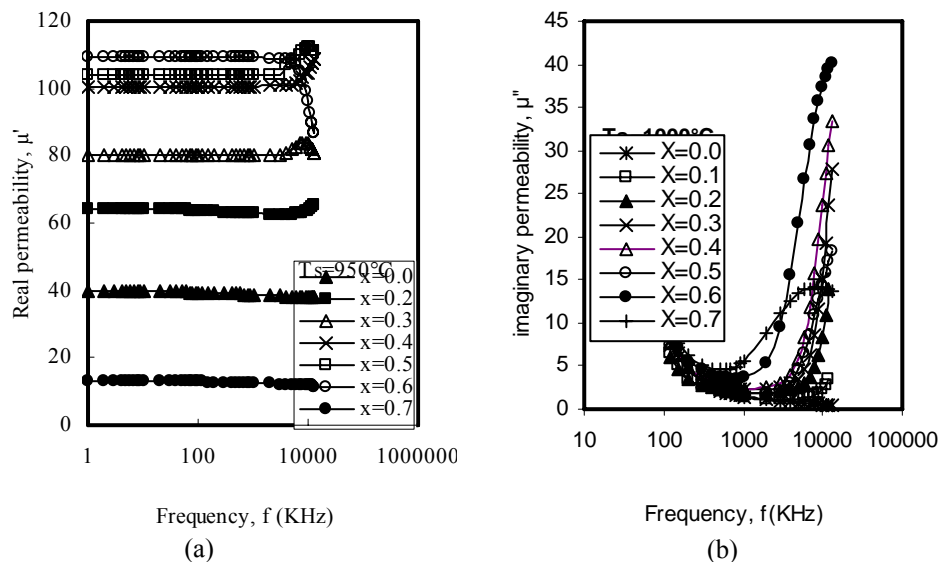 120
100
80
60
40
20
0
Real permeability, µ'
Ts=950°C
x=0.0
x=0.2
x=0.3
x=0.4
x=0.5
x=0.6
x=0.7
1
100
10000
1000000
Frequency, f (KHz)
(a)
45
40
35
30
25
20
15
10
5
0
imaginary permeability, µ"
X=0.0
X=0.1
X=0.2
X=0.3
X=0.4
X=0.5
X=0.6
X=0.7
10
100
1000
10000
100000
Frequency, f(KHz)
(b)